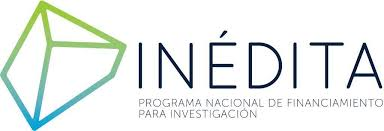 INÉDITA
PROGRAMA NACIONAL DE FINANCIAMIENTO
PARA INVESTIGACIÓN